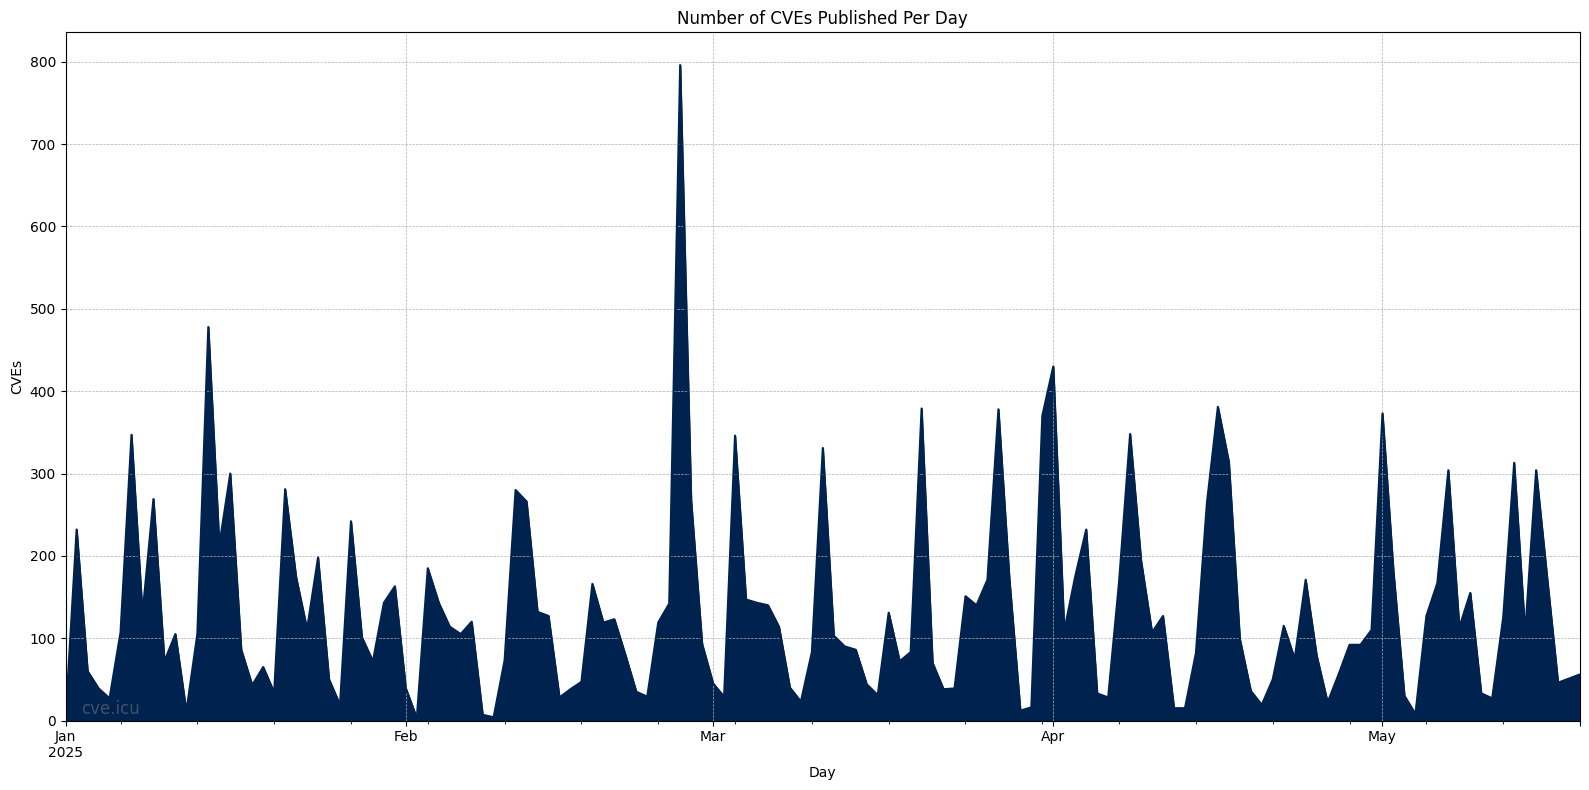 Number of CVEs Published Per Day
800
700
600
500
400
300
200
100
0
CVEs
cve.icu
Jan
2025
Feb
Mar
Apr
May
Day